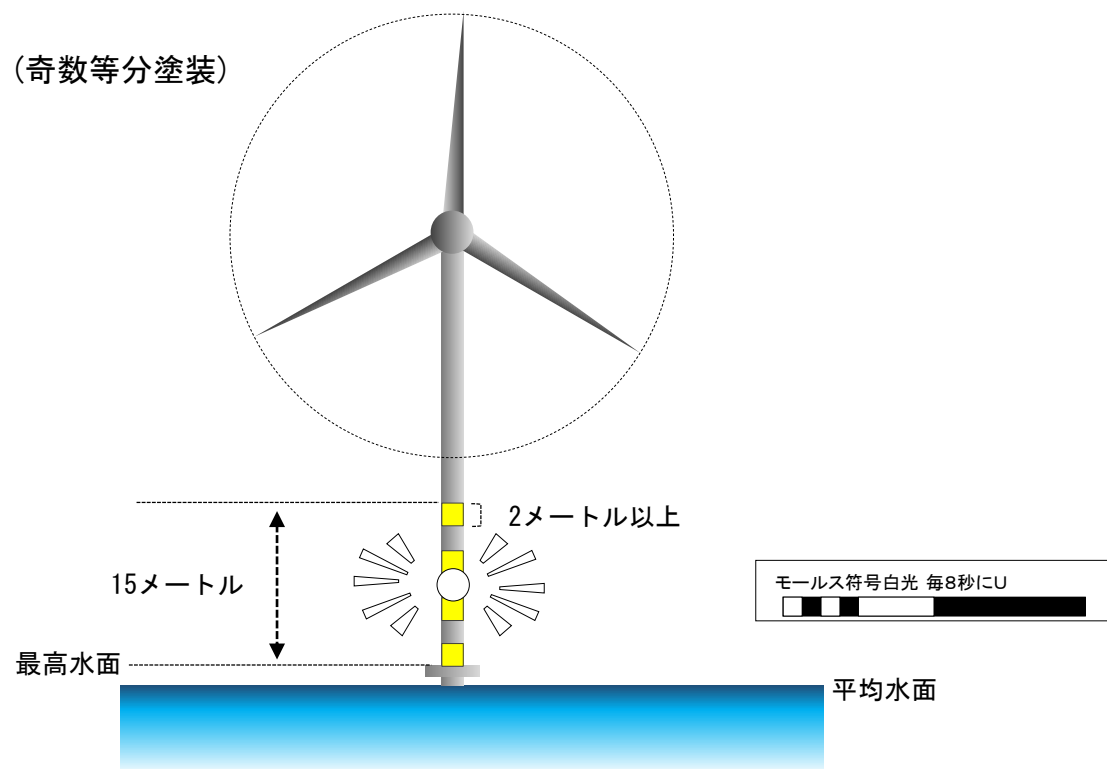 (奇数等分塗装)
2メートル以上
15メートル
モールス符号白光 毎8秒にU
最高水面
平均水面